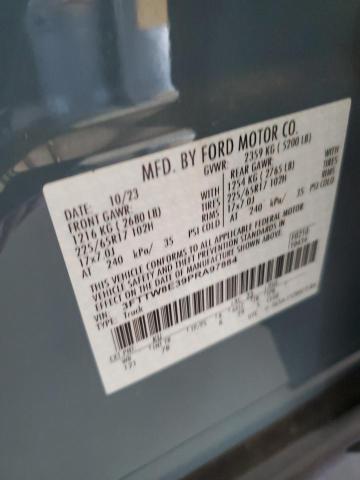 MFD. BY FORD MOTOR CO.
DATE: 10/23 GVWR: 2359 KG ( 5200 LB)
FRONT GAWR: REAR GAWR:
1216 KG ( 2680 LB) WITH 1254 KG ( 2765 LB) WITH
225/65R17 102H TIRES 225/65R17 102H TIRES
17x7 0J RIMS 17x7 0J RIMS
AT 240 kPa/ 35 PSI COLD AT 240 kPa/ 35 PSI COLD
THIS VEHICLE CONFORMS TO ALL APPLICABLE FEDERAL MOTOR
VEHICLE SAFETY AND BUMPER STANDARDS IN EFFECT ON THE DATE OF
MANUFACTURE SHOWN ABOVE.
VIN: 3FTTW8E39PRA97884
TYPE: Truck